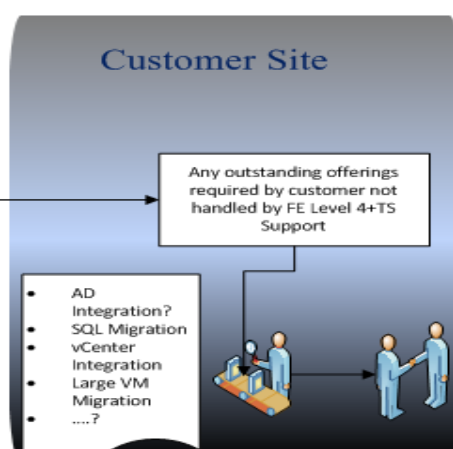 Customer Site
Any outstanding offerings
required by customer not
handled by FE Level 4+TS
Support
• AD
Integration?
• SQL Migration
• vCenter
Integration
• Large VM
Migration
• ....?